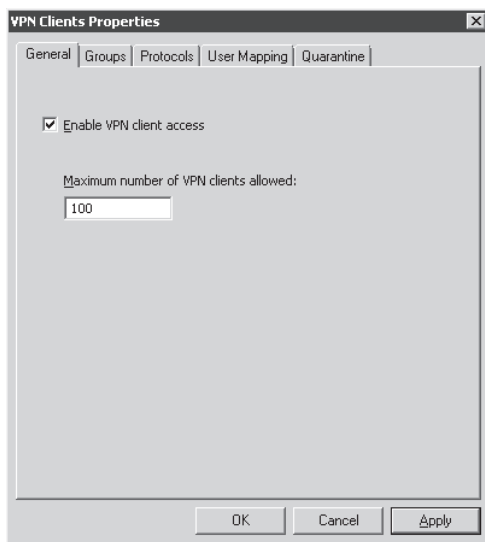 VPN Clients Properties
General Groups Protocols User Mapping Quarantine
Enable VPN client access
Maximum number of VPN clients allowed:
100
OK Cancel Apply